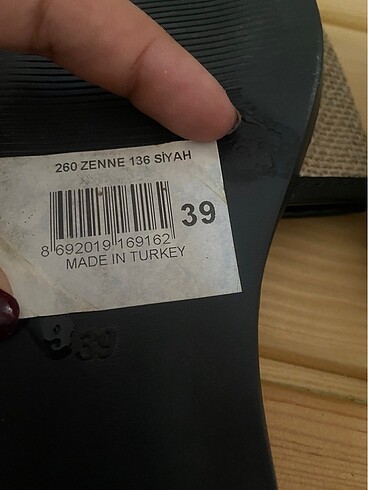 260 ZENNE 136 SİYAH
39
8 692019 169162
MADE IN TURKEY
39